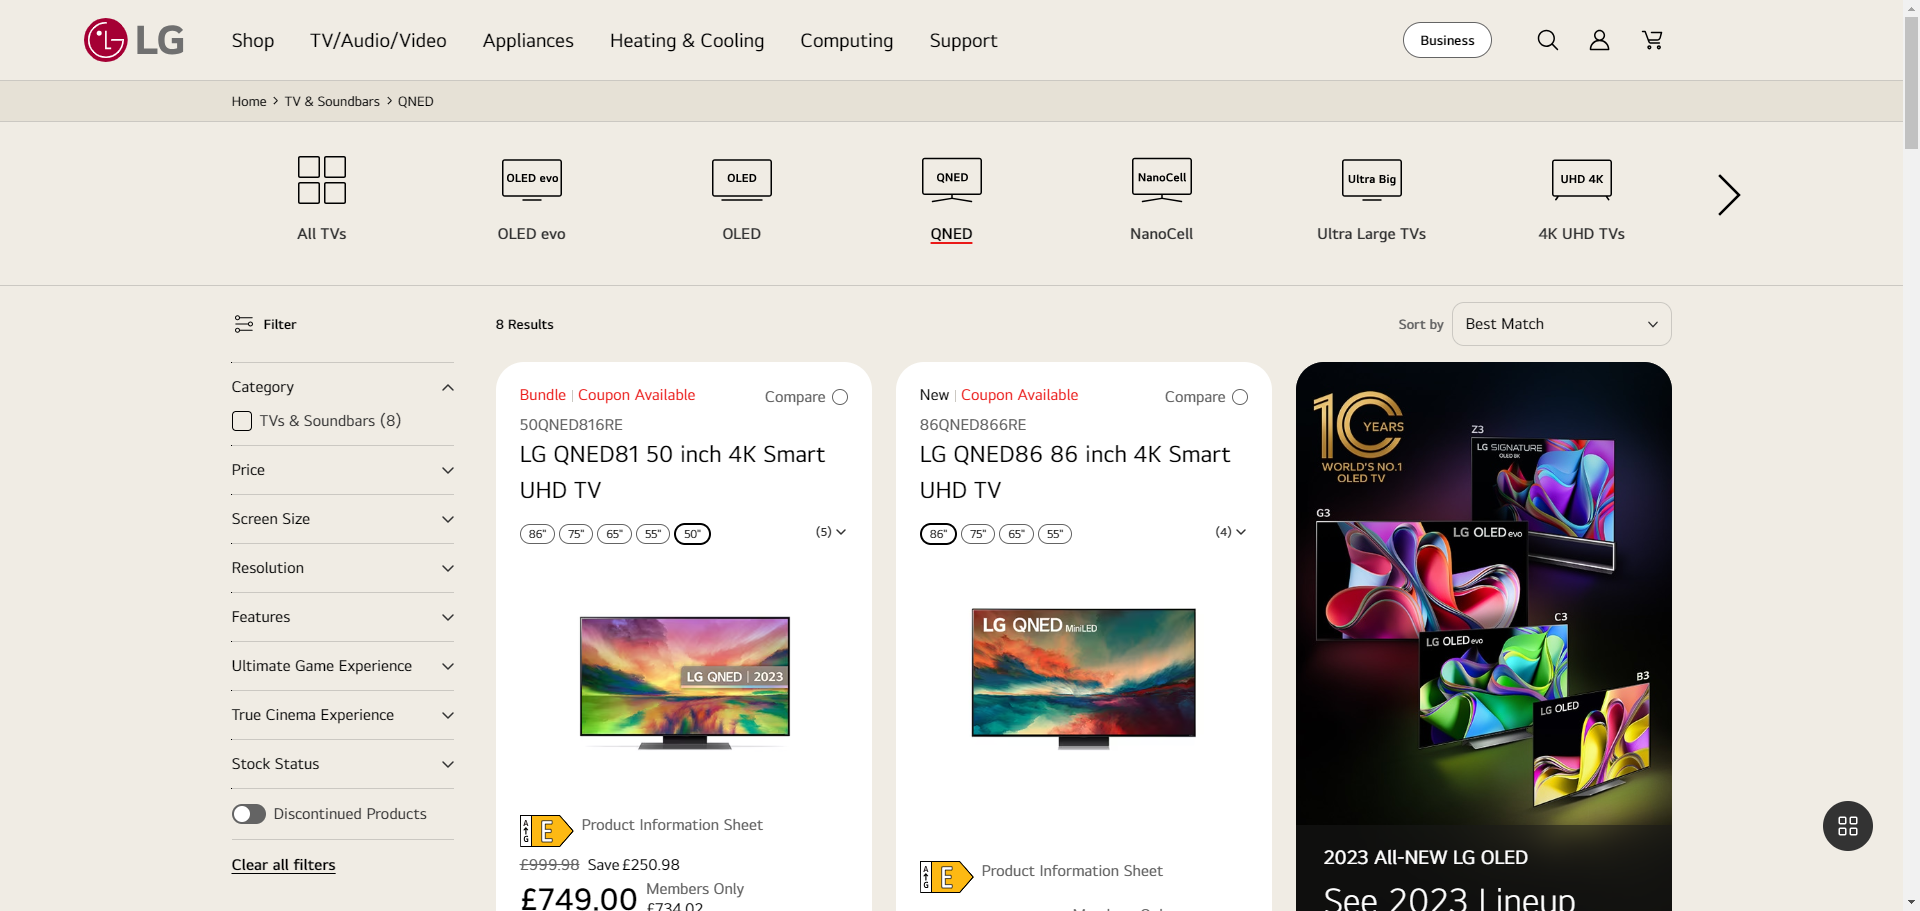 LG
Shop
TV/Audio/Video
Appliances
Heating & Cooling
Computing
Support
Business
Home > TV & Soundbars > QNED
OLED evo
OLED
QNED
NanoCell
Ultra Big
UHD 4K
All TVs
OLED evo
OLED
QNED
NanoCell
Ultra Large TVs
4K UHD TVs
Filter
8 Results
Sort by
Best Match
Category
TVs & Soundbars (8)
Price
Screen Size
Resolution
Features
Ultimate Game Experience
True Cinema Experience
Stock Status
Discontinued Products
Clear all filters
Bundle | Coupon Available
Compare
50QNED816RE
LG QNED81 50 inch 4K Smart
UHD TV
86" 75" 65" 55" 50"
(5)
LG QNED | 2023
A
G
E
Product Information Sheet
£999.98 Save £250.98
£749.00
Members Only
£734.02
New | Coupon Available
Compare
86QNED866RE
LG QNED86 86 inch 4K Smart
UHD TV
86" 75" 65" 55"
(4)
LG QNED MiniLED
A
G
E
Product Information Sheet
Members Only
10 YEARS
WORLD'S NO.1
OLED TV
Z3
LG SIGNATURE
OLED 8K
G3
LG OLED evo
C3
LG OLED evo
B3
LG OLED
2023 All-NEW LG OLED
See 2023 Lineup